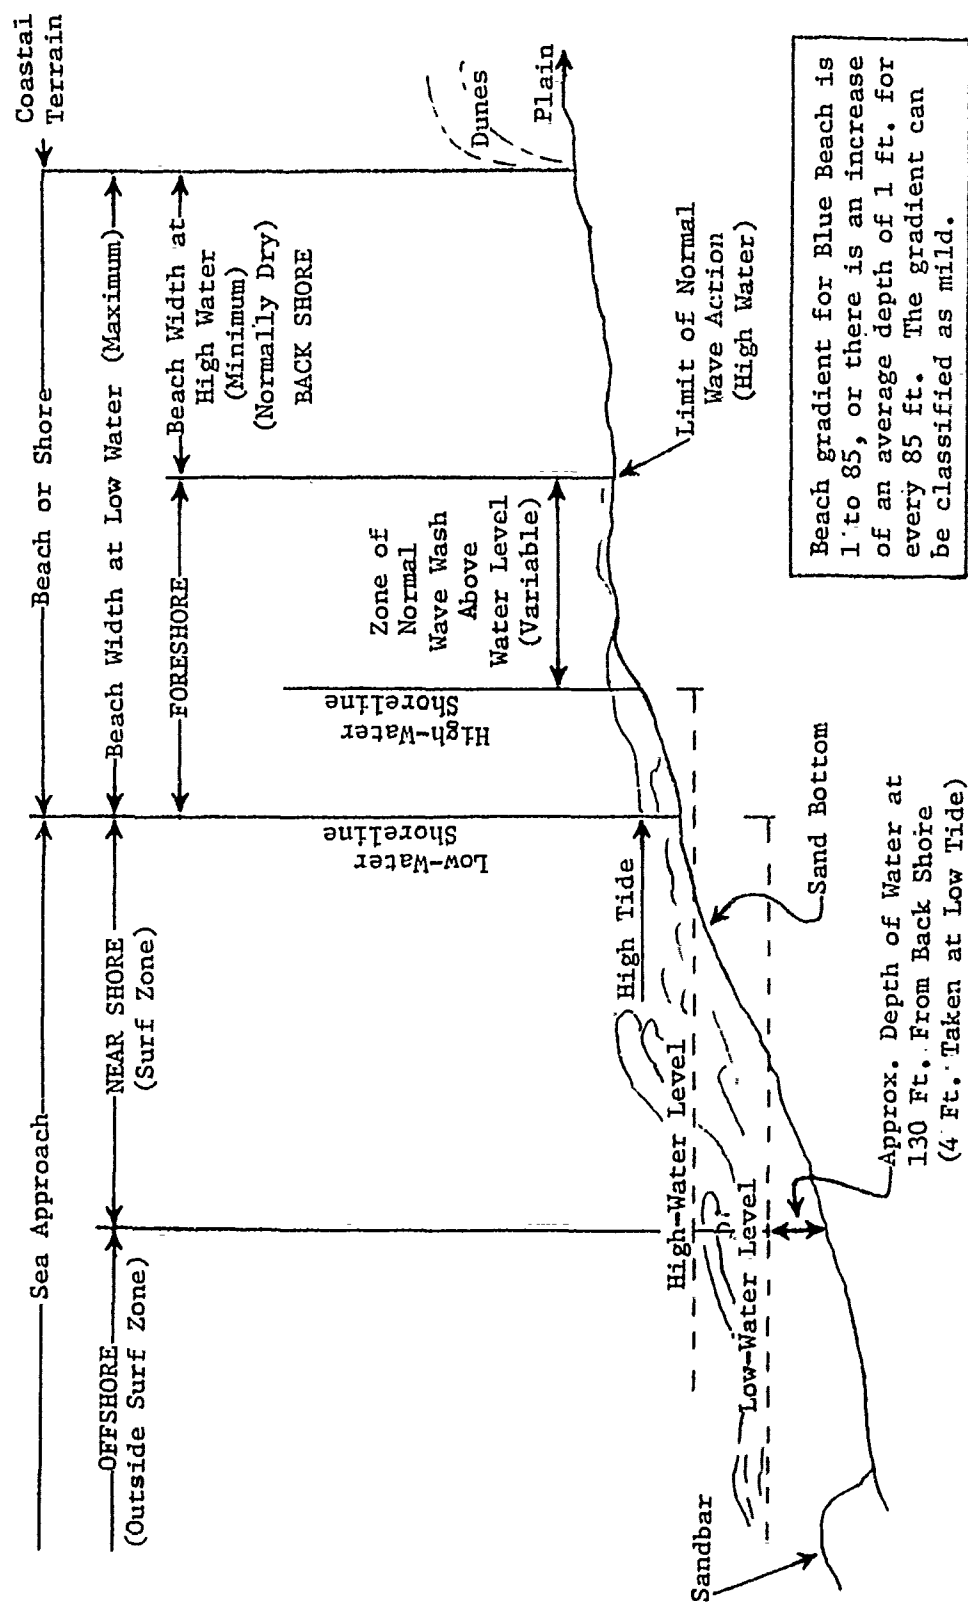 Coastal
Terrain
Beach or Shore
Sea Approach
Beach Width at Low Water (Maximum)
NEAR SHORE
(Surf Zone)
OFFSHORE
(Outside Surf Zone)
FORESHORE
Beach Width at
High Water
(Minimum)
(Normally Dry)
BACK SHORE
Zone of
Normal
Wave Wash
Above
Water Level
(Variable)
High-Water
Shoreline
Low-Water
Shoreline
Dunes
Plain
High Tide
High-Water Level
Low-Water Level
Limit of Normal
Wave Action
(High Water)
Sand Bottom
Sandbar
Approx. Depth of Water at
130 Ft. From Back Shore
(4 Ft. Taken at Low Tide)
Beach gradient for Blue Beach is
1 to 85, or there is an increase
of an average depth of 1 ft. for
every 85 ft. The gradient can
be classified as mild.